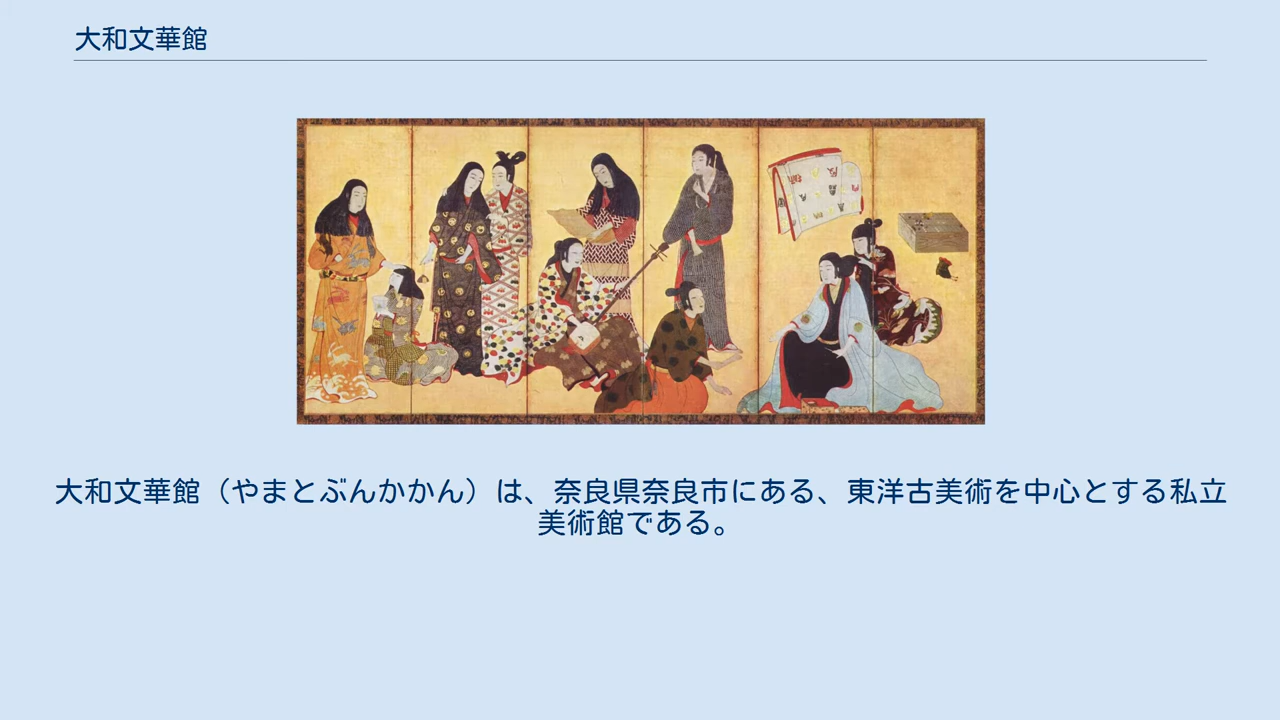 大和文華館
大和文華館（やまとぶんかかん）は、奈良県奈良市にある、東洋古美術を中心とする私立
美術館である。